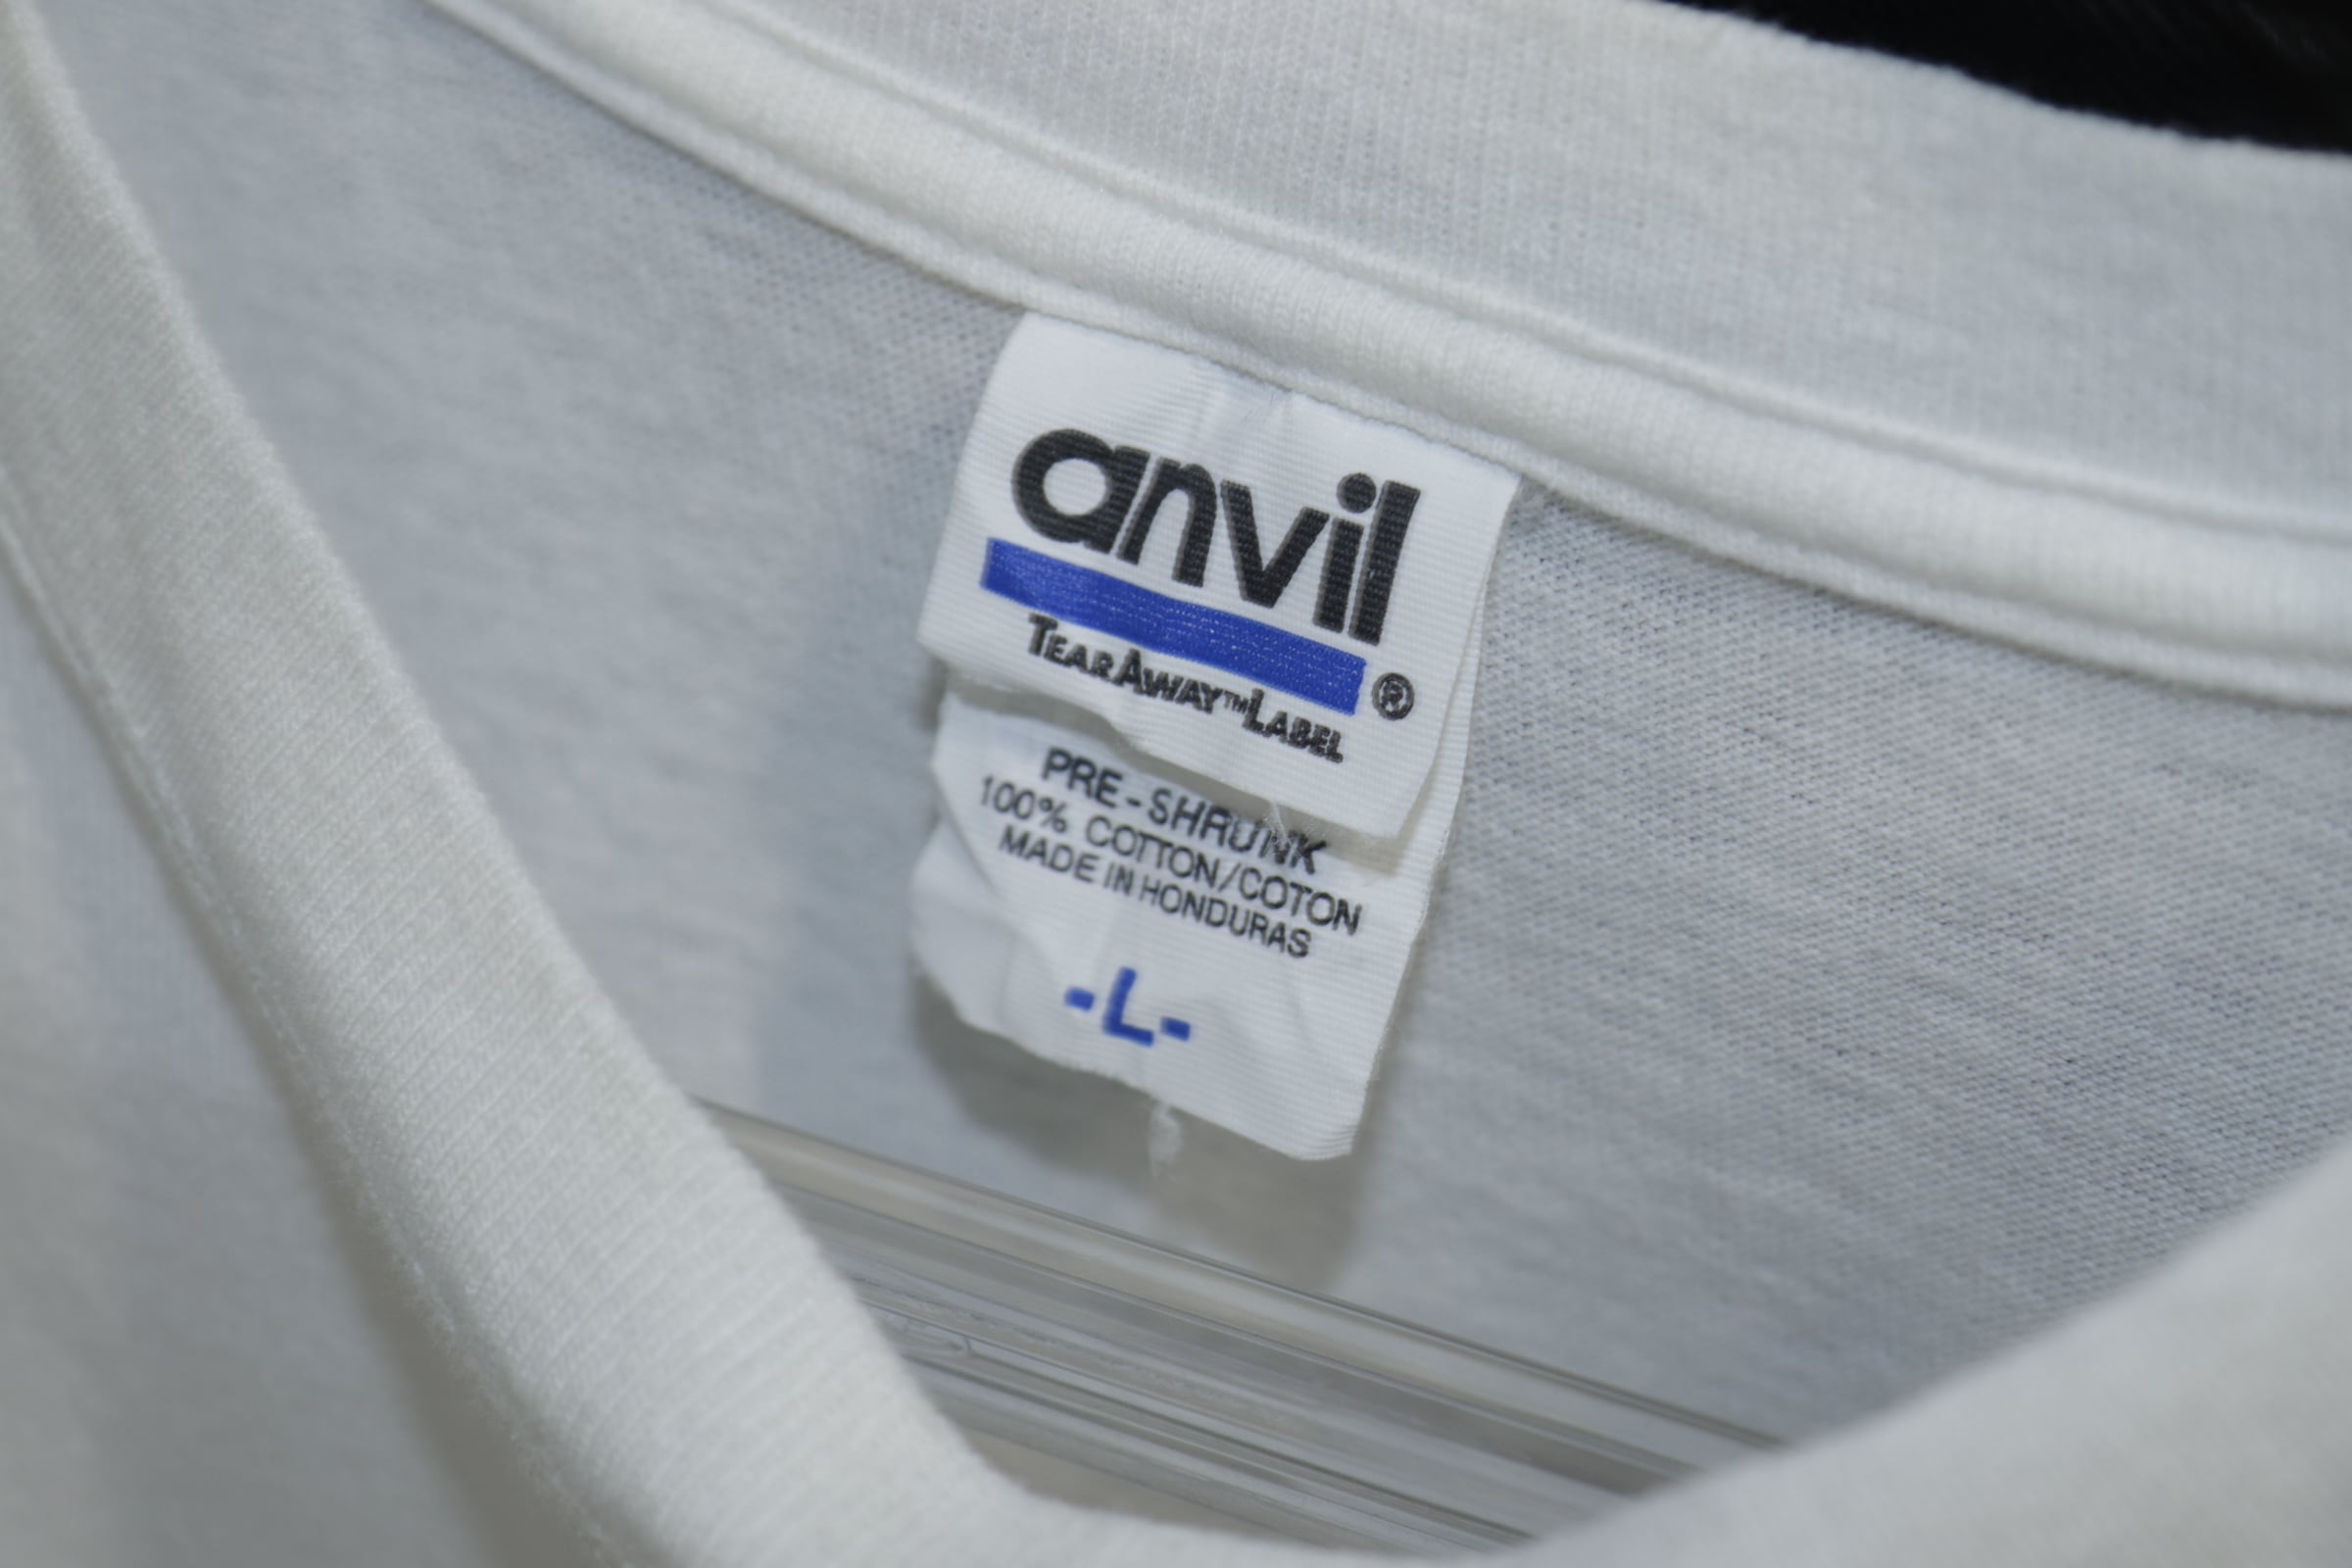 anvil
®
TEARAWAY™LABEL
PRE-SHRUNK
100% COTTON/COTON
MADE IN HONDURAS
-L-